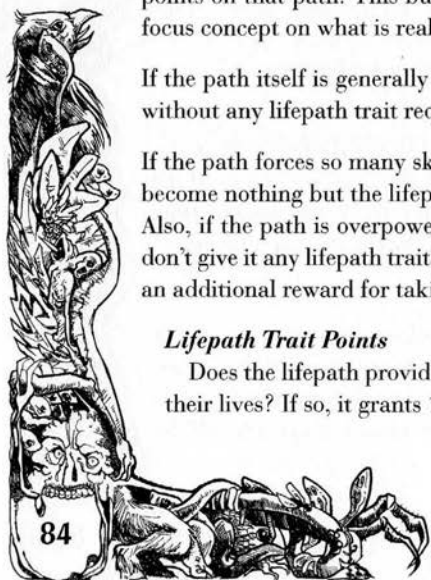 points on that path. This bu
focus concept on what is real
If the path itself is generally
without any lifepath trait rec
If the path forces so many sk
become nothing but the lifep
Also, if the path is overpowe
don't give it any lifepath trait
an additional reward for taki
Lifepath Trait Points
Does the lifepath provid
their lives? If so, it grants
84